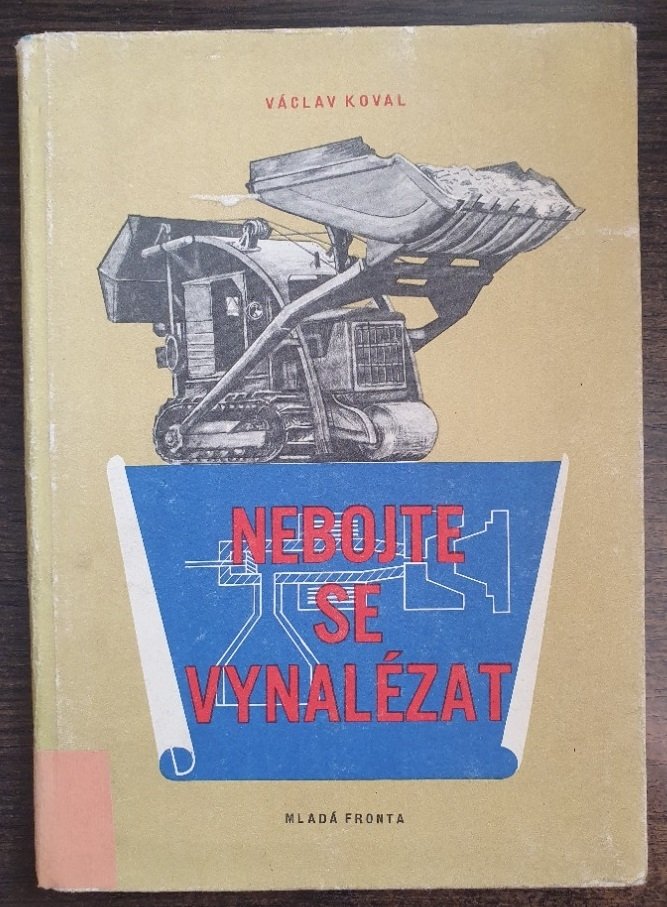 VÁCLAV KOVAL
NEBOJTE
SE
VYNALÉZAT
MLADÁ FRONTA